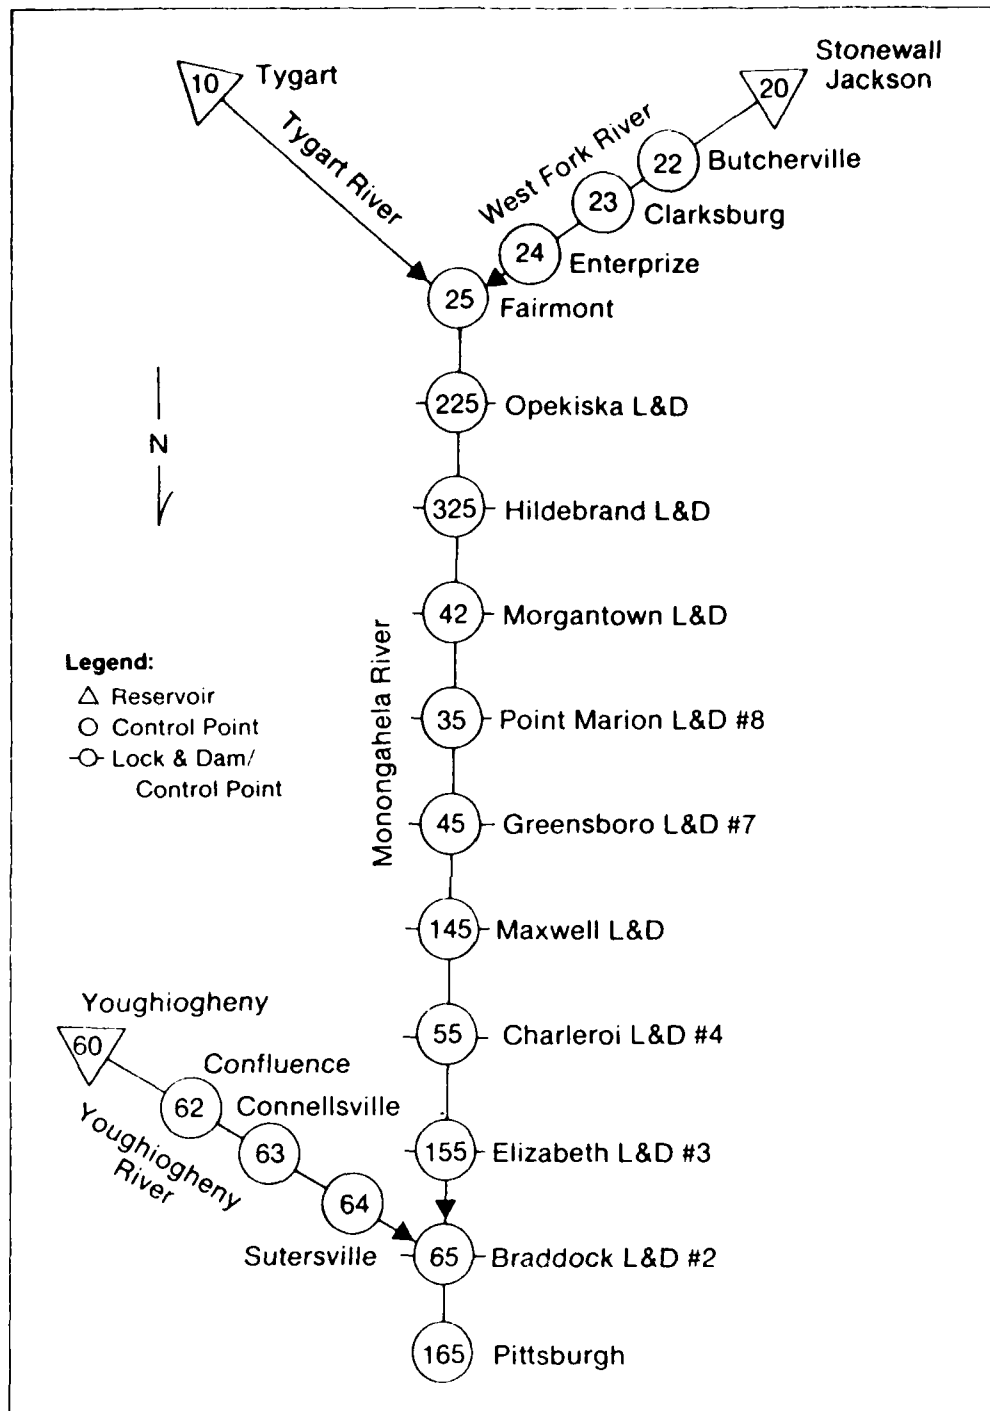 Stonewall
Jackson
10
Tygart
20
Tygart River
West Fork River
22
Butcherville
23
Clarksburg
24
Enterprize
25
Fairmont
225
Opekiska L&D
N
325
Hildebrand L&D
42
Morgantown L&D
Monongahela River
Legend:
Reservoir
Control Point
Lock & Dam/
Control Point
35
Point Marion L&D #8
45
Greensboro L&D #7
145
Maxwell L&D
Youghiogheny
60
55
Charleroi L&D #4
Confluence
62
Connellsville
Youghiogheny
River
63
155
Elizabeth L&D #3
64
Sutersville
65
Braddock L&D #2
165
Pittsburgh